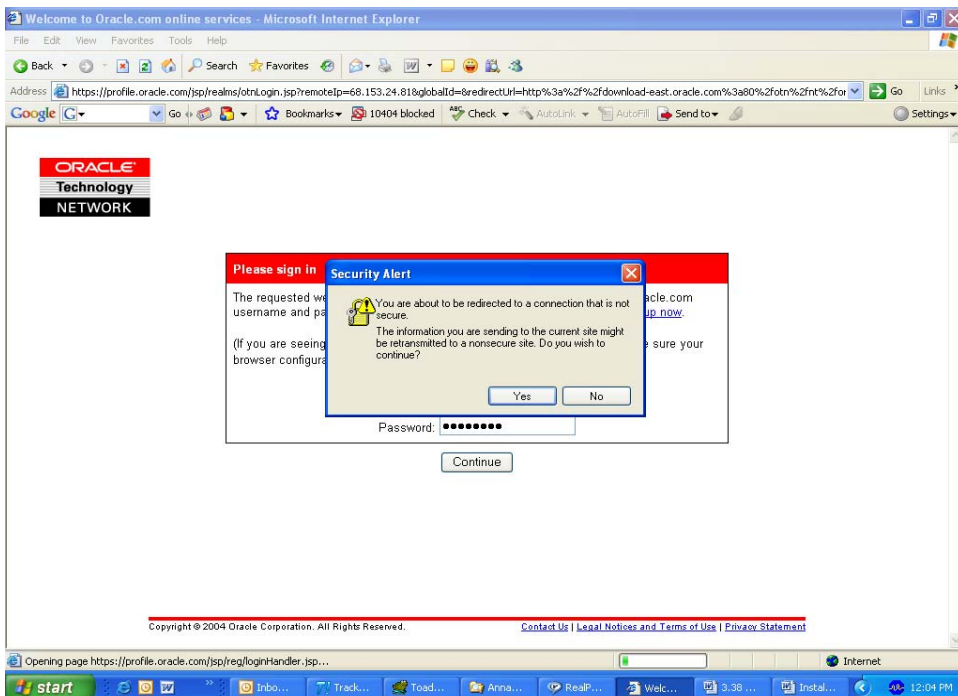 Welcome to Oracle.com online services - Microsoft Internet Explorer
File Edit View Favorites Tools Help
Back Search Favorites
Address https://profile.oracle.com/jsp/realms/otnLogin.jsp?remoteIp=68.153.24.81&globalId=&redirectUrl=http%3a%2f%2fdownload-east.oracle.com%3a80%2fotn%2fnt%2for Go Links
Google G Go Bookmarks 10404 blocked ABC Check AutoLink AutoFill Send to Settings
ORACLE
Technology
NETWORK
Please sign in
The requested we acle.com
username and pa up now.
(If you are seeing e sure your
browser configura
Security Alert
You are about to be redirected to a connection that is not
secure.
The information you are sending to the current site might
be retransmitted to a nonsecure site. Do you wish to
continue?
Yes No
Password: ●●●●●●●●
Continue
Copyright © 2004 Oracle Corporation. All Rights Reserved. Contact Us | Legal Notices and Terms of Use | Privacy Statement
Opening page https://profile.oracle.com/jsp/reg/loginHandler.jsp... Internet
start W » Inbo... Track... Toad... Anna... RealP... Welc... 3.38 ... Instal... 12:04 PM